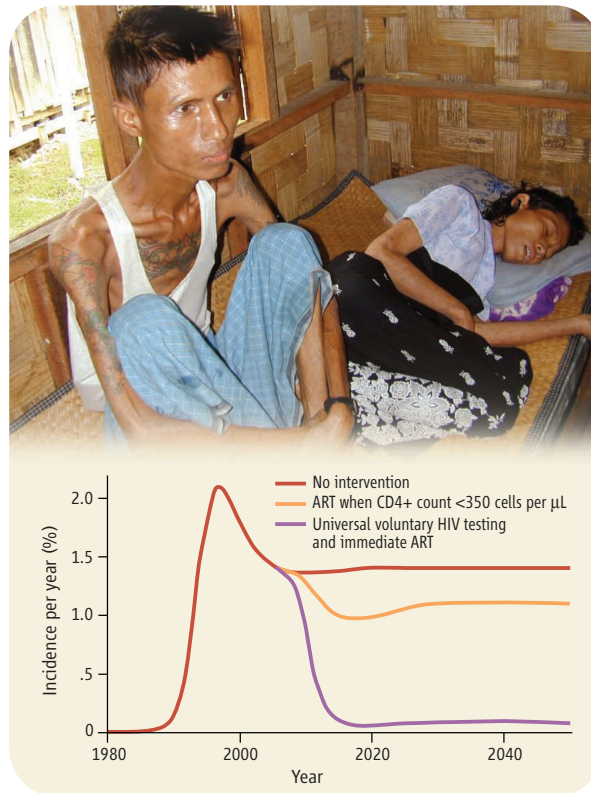 No intervention
ART when CD4+ count <350 cells per µL
Universal voluntary HIV testing
and immediate ART
Incidence per year (%)
2.0
1.5
1.0
.5
0
1980
2000
2020
2040
Year